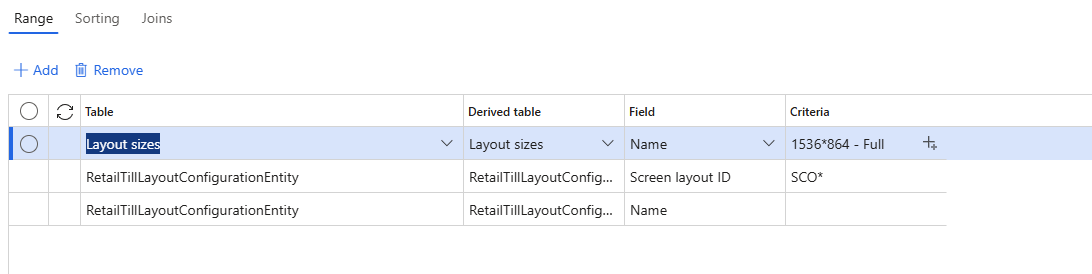 Range Sorting Joins
Add Remove
Table Derived table Field Criteria
Layout sizes Layout sizes Name 1536*864 - Full
RetailTillLayoutConfigurationEntity RetailTillLayoutConfig... Screen layout ID SCO*
RetailTillLayoutConfigurationEntity RetailTillLayoutConfig... Name